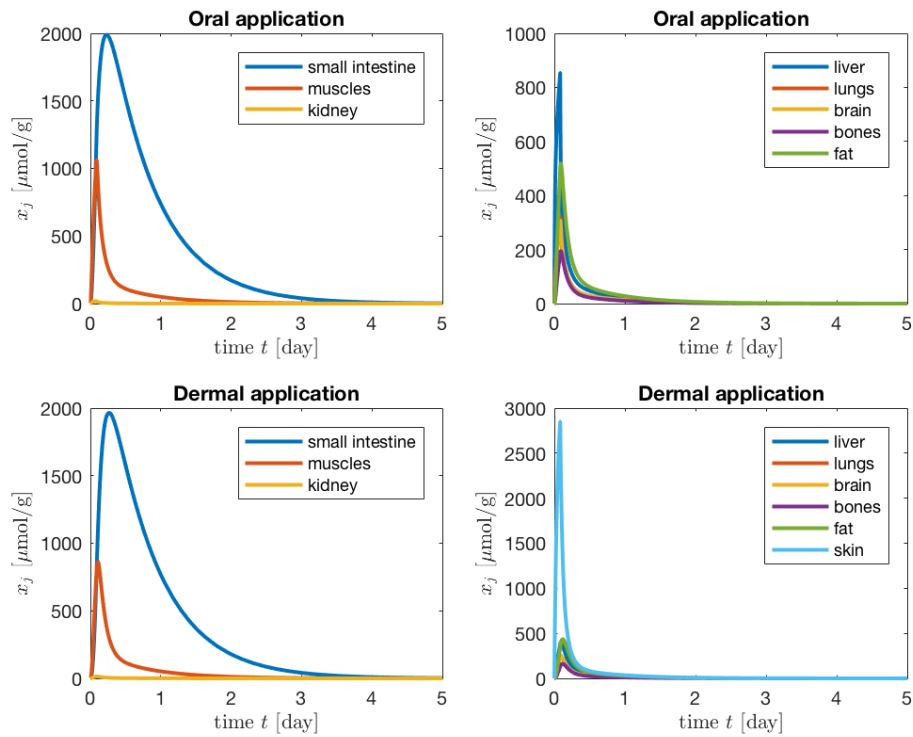 Oral application
2000
1500
1000
500
0
x_j [μmol/g]
small intestine
muscles
kidney
0 1 2 3 4 5
time t [day]
Oral application
1000
800
600
400
200
0
x_j [μmol/g]
liver
lungs
brain
bones
fat
0 1 2 3 4 5
time t [day]
Dermal application
2000
1500
1000
500
0
x_j [μmol/g]
small intestine
muscles
kidney
0 1 2 3 4 5
time t [day]
Dermal application
3000
2500
2000
1500
1000
500
0
x_j [μmol/g]
liver
lungs
brain
bones
fat
skin
0 1 2 3 4 5
time t [day]